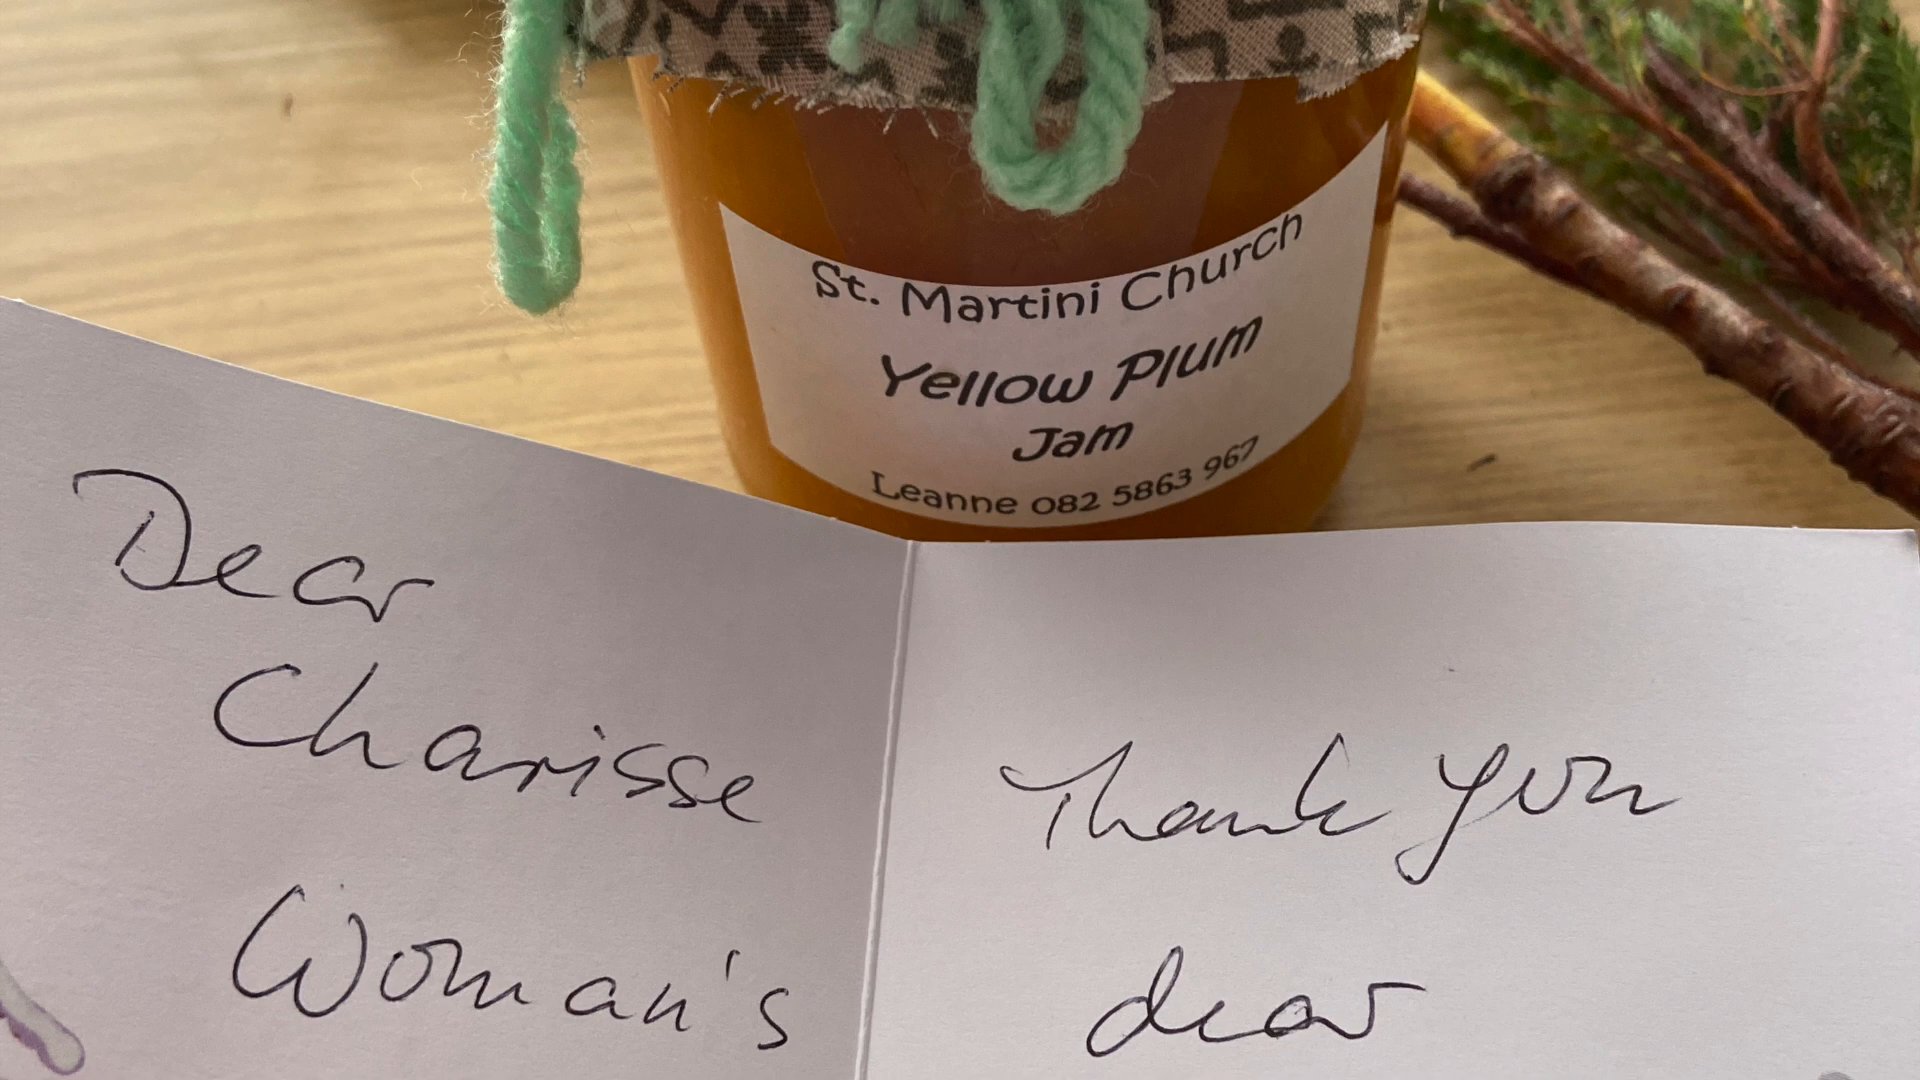 St. Martini Church
Yellow Plum
Jam
Leanne 082 5863 967
Dear
Charisse
Woman's
Thank you
dear